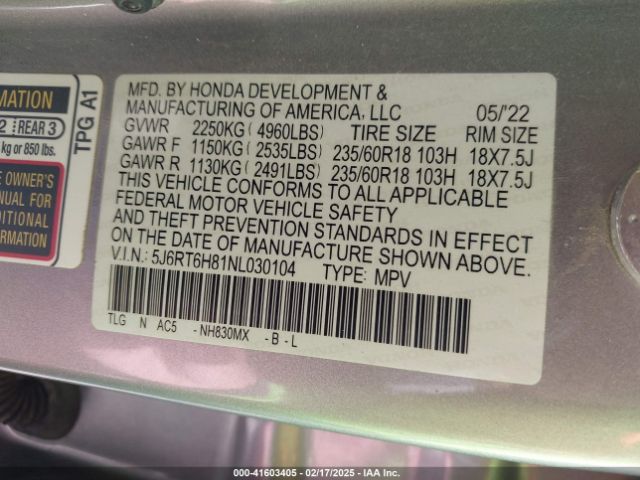 MATION
2 REAR 3
kg or 850 lbs.
E OWNER'S
ANUAL FOR
DITIONAL
ORMATION
TPG A1
MFD. BY HONDA DEVELOPMENT &
MANUFACTURING OF AMERICA, LLC 05/'22
GVWR 2250KG ( 4960LBS) TIRE SIZE RIM SIZE
GAWR F 1150KG ( 2535LBS) 235/60R18 103H 18X7.5J
GAWR R 1130KG ( 2491LBS) 235/60R18 103H 18X7.5J
THIS VEHICLE CONFORMS TO ALL APPLICABLE
FEDERAL MOTOR VEHICLE SAFETY
AND THEFT PREVENTION STANDARDS IN EFFECT
ON THE DATE OF MANUFACTURE SHOWN ABOVE.
V.I.N.: 5J6RT6H81NL030104 TYPE: MPV
TLG N AC5 -NH830MX -B-L
000-41603405 - 02/17/2025 - IAA Inc.